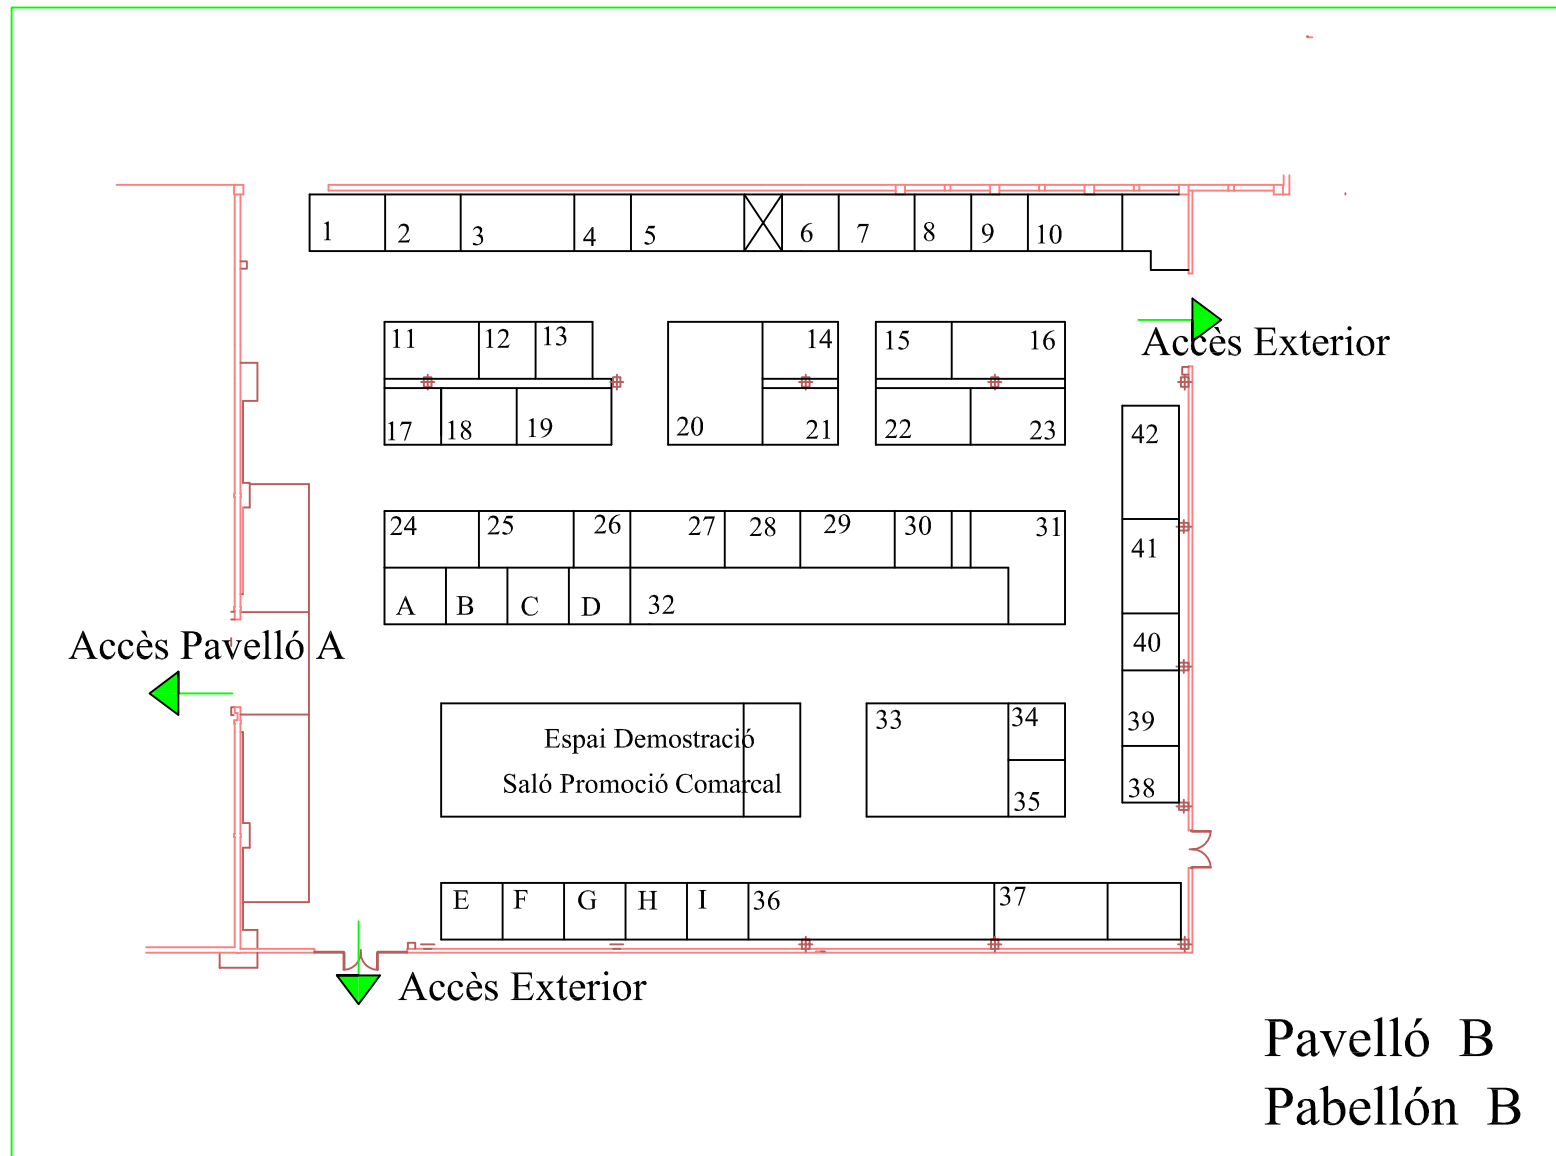 1 2 3 4 5 6 7 8 9 10
11 12 13 14 15 16
Accès Exterior
17 18 19 20 21 22 23
42
24 25 26 27 28 29 30 31
41
A B C D 32
40
Accès Pavelló A
33 34
39
Espai Demostració
Saló Promoció Comarcal
35
38
E F G H I 36 37
Accès Exterior
Pavelló B
Pabellón B